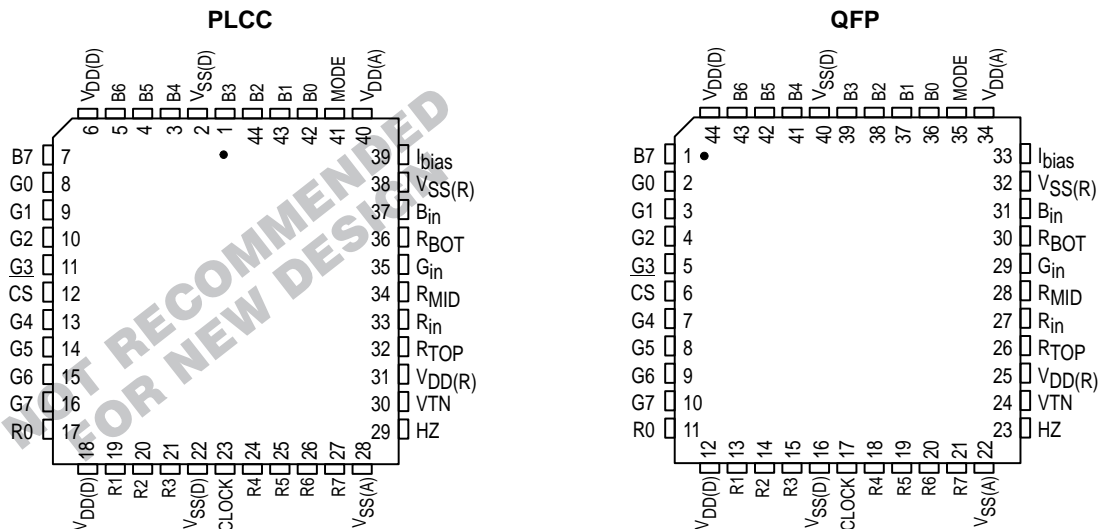 PLCC
VDD(D) B6 B5 B4 VSS(D) B3 B2 B1 B0 MODE VDD(A)
6 5 4 3 2 1 44 43 42 41 40
B7 7 39 Ibias
G0 8 38 VSS(R)
G1 9 37 Bin
G2 10 36 RBOT
G3 11 35 Gin
CS 12 34 RMID
G4 13 33 Rin
G5 14 32 RTOP
G6 15 31 VDD(R)
G7 16 30 VTN
R0 17 29 HZ
18 19 20 21 22 23 24 25 26 27 28
VDD(D) R1 R2 R3 VSS(D) CLOCK R4 R5 R6 R7 VSS(A)
NOT RECOMMENDED
FOR NEW DESIGN
QFP
VDD(D) B6 B5 B4 VSS(D) B3 B2 B1 B0 MODE VDD(A)
44 43 42 41 40 39 38 37 36 35 34
B7 1 33 Ibias
G0 2 32 VSS(R)
G1 3 31 Bin
G2 4 30 RBOT
G3 5 29 Gin
CS 6 28 RMID
G4 7 27 Rin
G5 8 26 RTOP
G6 9 25 VDD(R)
G7 10 24 VTN
R0 11 23 HZ
12 13 14 15 16 17 18 19 20 21 22
VDD(D) R1 R2 R3 VSS(D) CLOCK R4 R5 R6 R7 VSS(A)